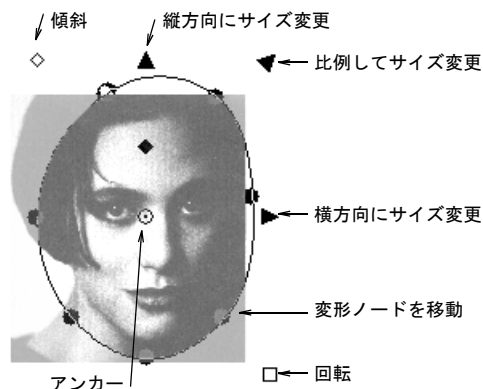 傾斜
縦方向にサイズ変更
比例してサイズ変更
横方向にサイズ変更
変形ノードを移動
回転
アンカー